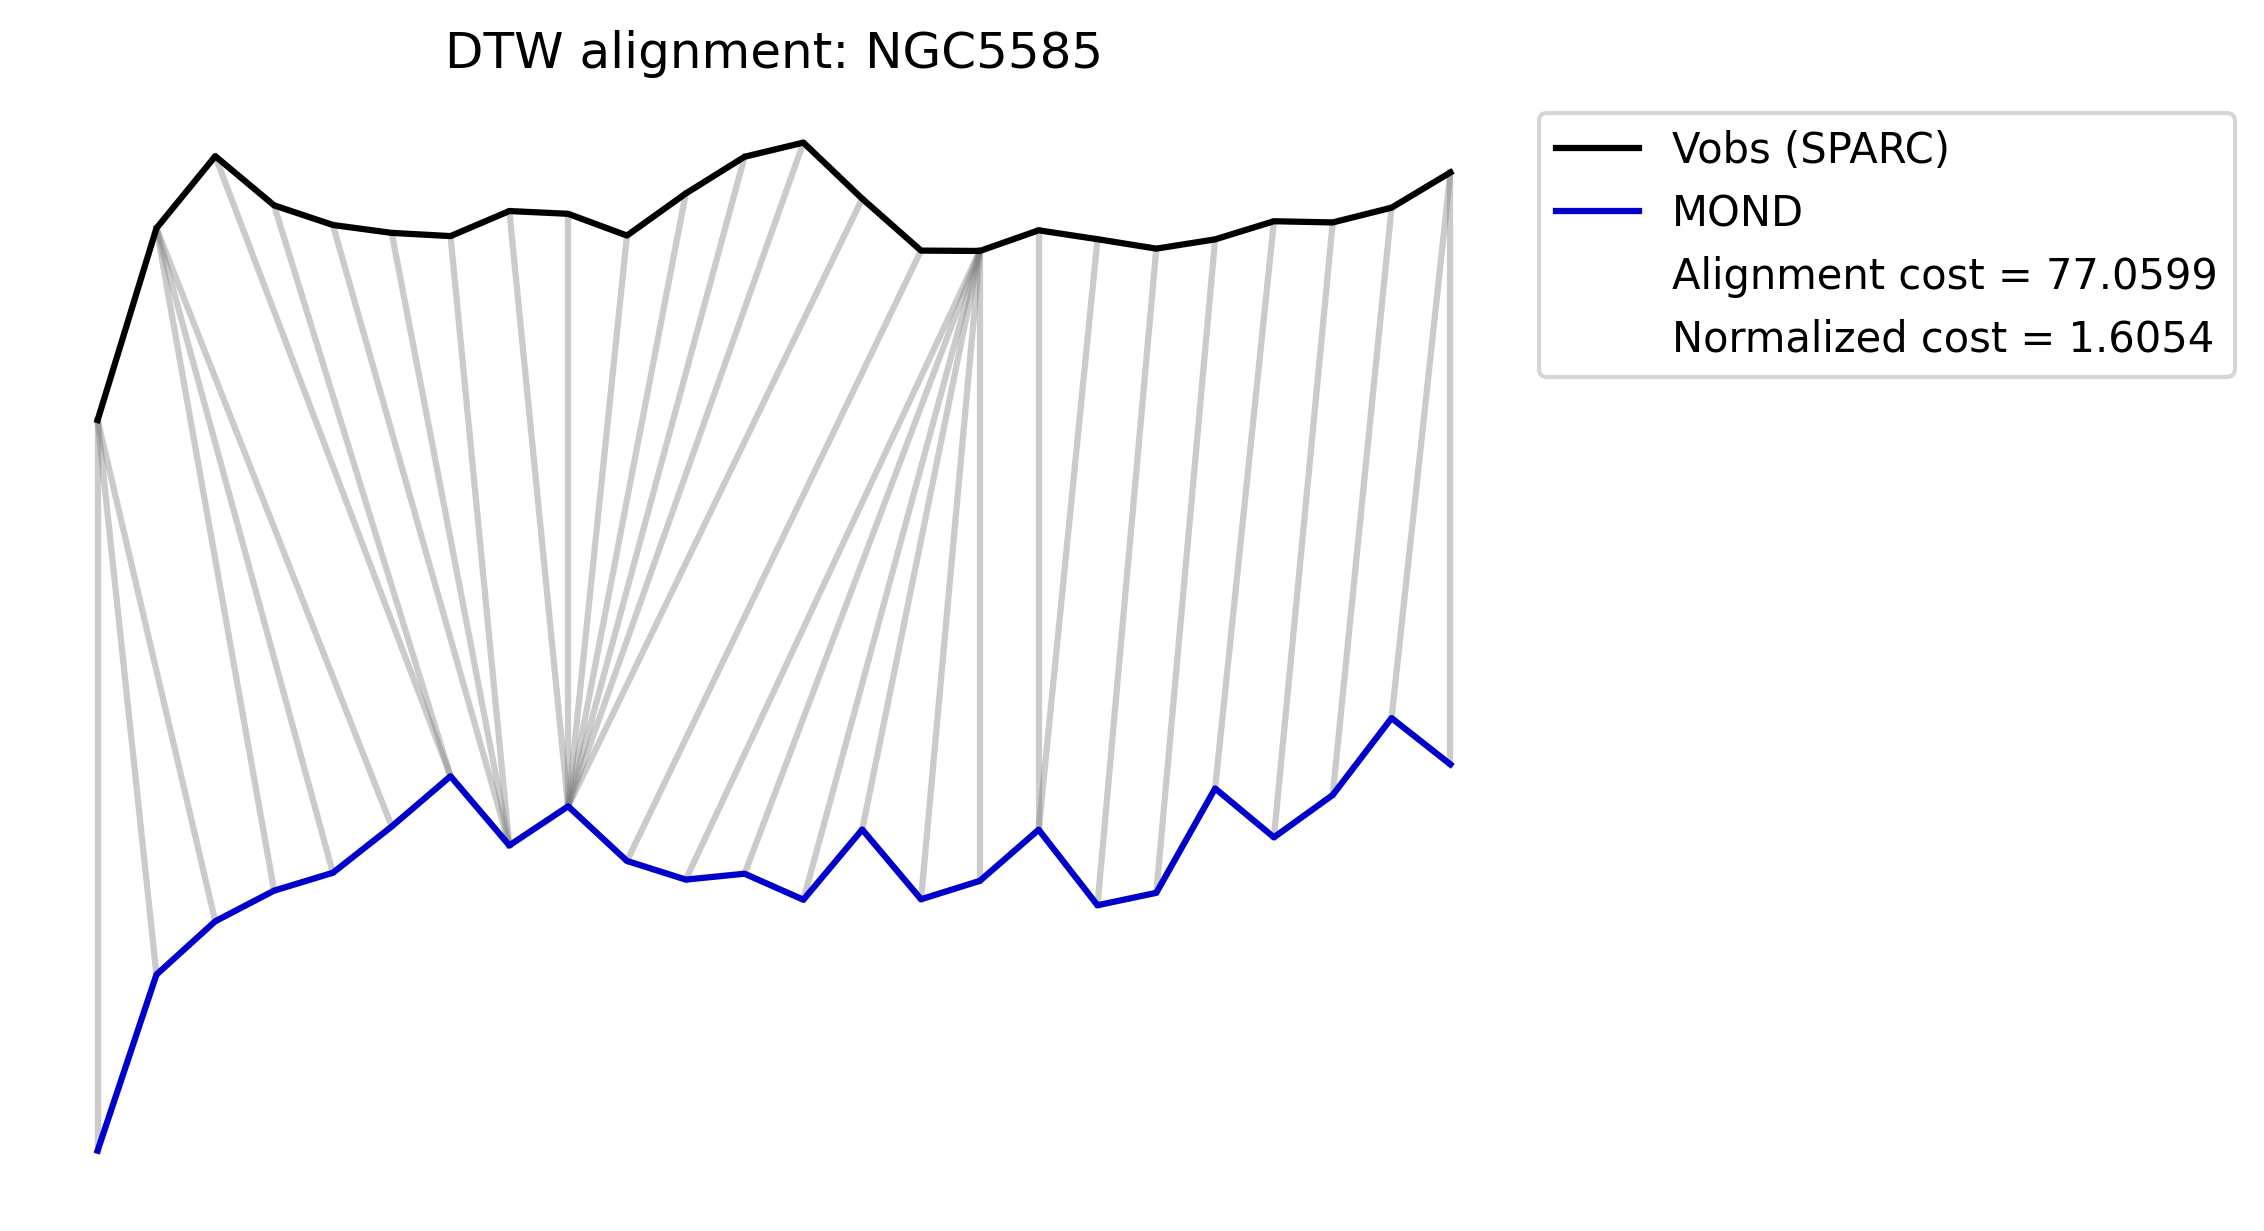 DTW alignment: NGC5585
Vobs (SPARC)
MOND
Alignment cost = 77.0599
Normalized cost = 1.6054